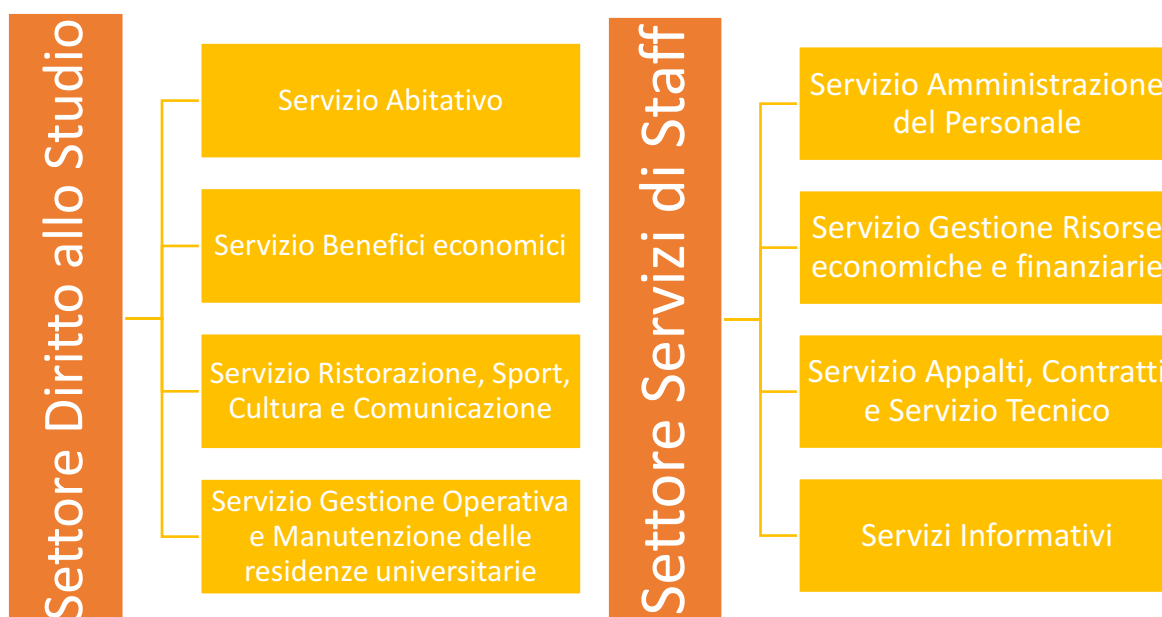 Settore Diritto allo Studio
Servizio Abitativo
Servizio Benefici economici
Servizio Ristorazione, Sport,
Cultura e Comunicazione
Servizio Gestione Operativa
e Manutenzione delle
residenze universitarie
Settore Servizi di Staff
Servizio Amministrazione
del Personale
Servizio Gestione Risorse
economiche e finanziarie
Servizio Appalti, Contratti
e Servizio Tecnico
Servizi Informativi